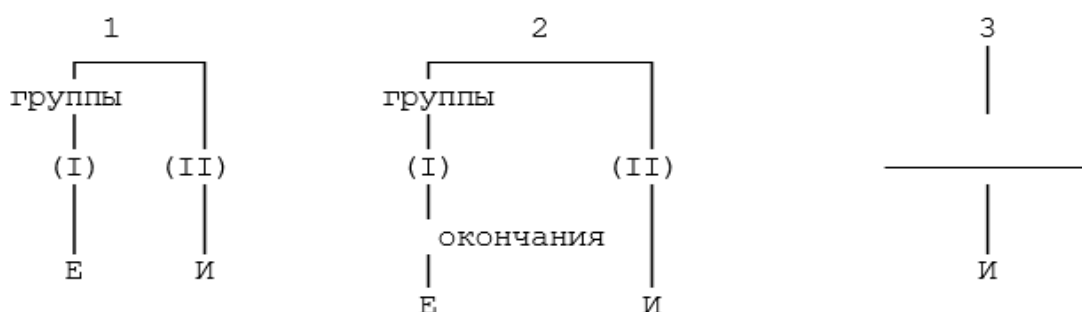 1 2 3
группы группы
(I) (II) (I) (II)
окончания
Е И И
Е И